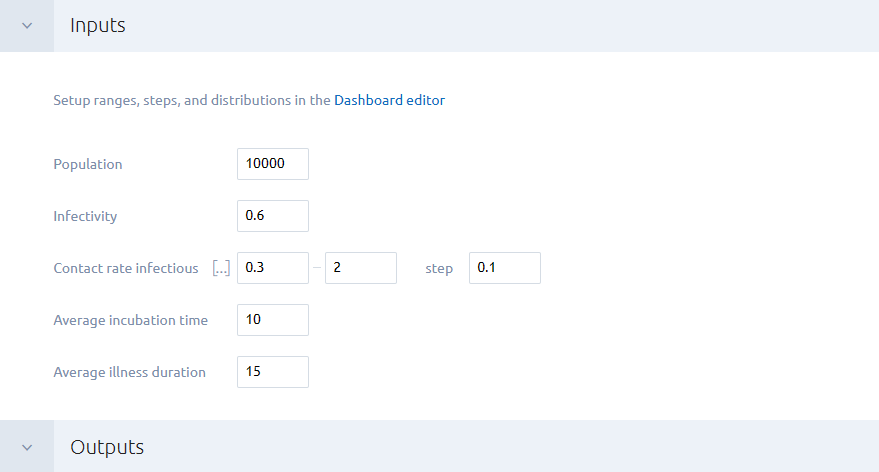 Inputs
Setup ranges, steps, and distributions in the Dashboard editor
Population 10000
Infectivity 0.6
Contact rate infectious [...] 0.3 – 2 step 0.1
Average incubation time 10
Average illness duration 15
Outputs